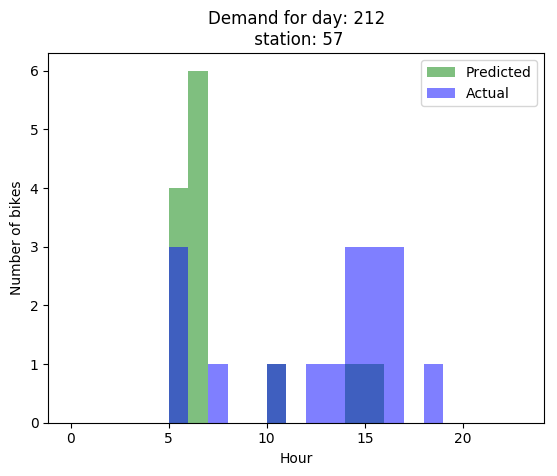 Demand for day: 212
station: 57
Predicted
Actual
6
5
4
3
2
1
0
Number of bikes
0 5 10 15 20
Hour